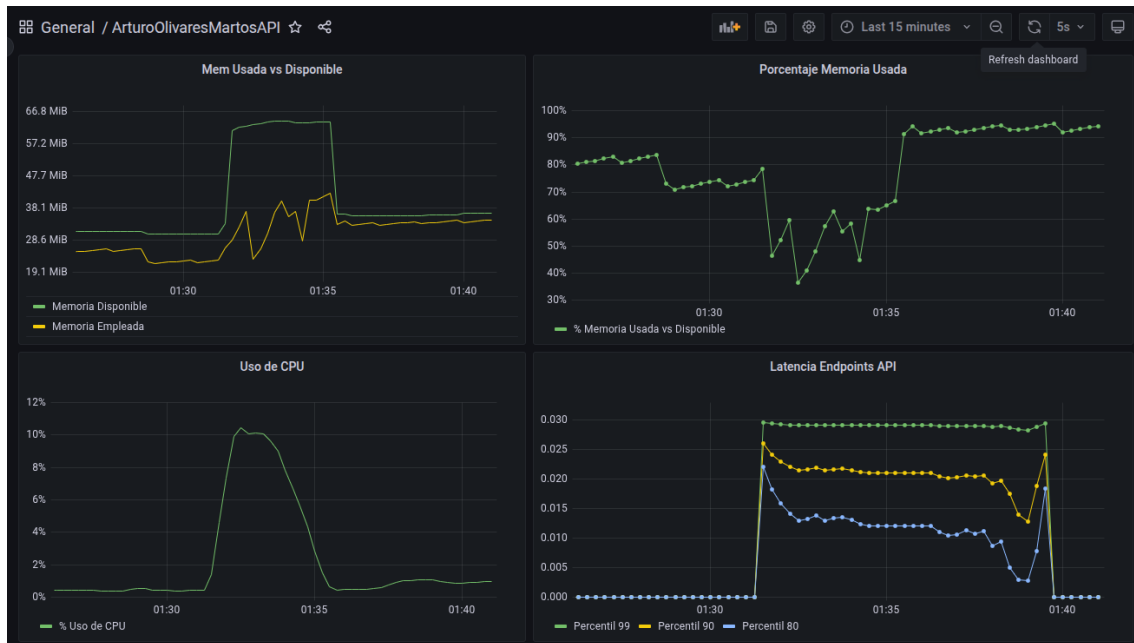 General / ArturoOlivaresMartosAPI
Last 15 minutes
5s
Refresh dashboard
Mem Usada vs Disponible
66.8 MiB
57.2 MiB
47.7 MiB
38.1 MiB
28.6 MiB
19.1 MiB
01:30 01:35 01:40
Memoria Disponible
Memoria Empleada
Porcentaje Memoria Usada
100%
90%
80%
70%
60%
50%
40%
30%
01:30 01:35 01:40
% Memoria Usada vs Disponible
Uso de CPU
12%
10%
8%
6%
4%
2%
0%
01:30 01:35 01:40
% Uso de CPU
Latencia Endpoints API
0.030
0.025
0.020
0.015
0.010
0.005
0.000
01:30 01:35 01:40
Percentil 99 Percentil 90 Percentil 80